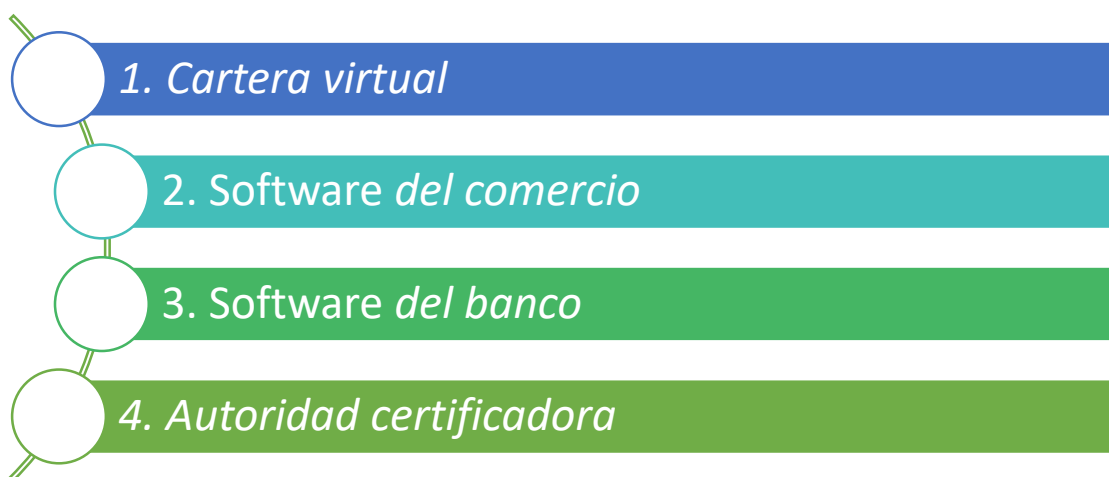 1. Cartera virtual
2. Software del comercio
3. Software del banco
4. Autoridad certificadora